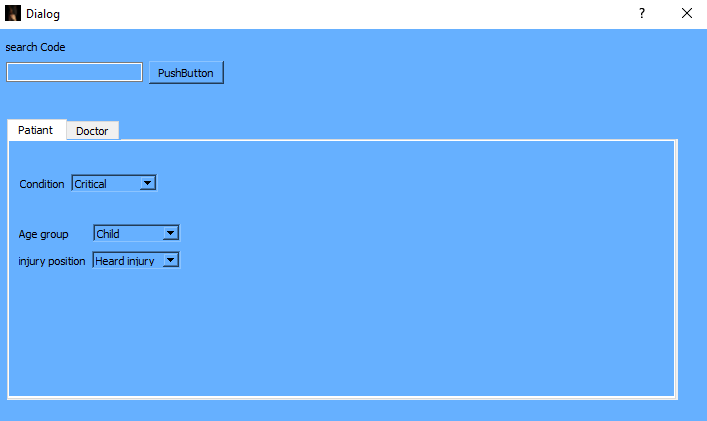 Dialog
?
search Code
PushButton
Patiant Doctor
Condition Critical
Age group Child
injury position Heard injury